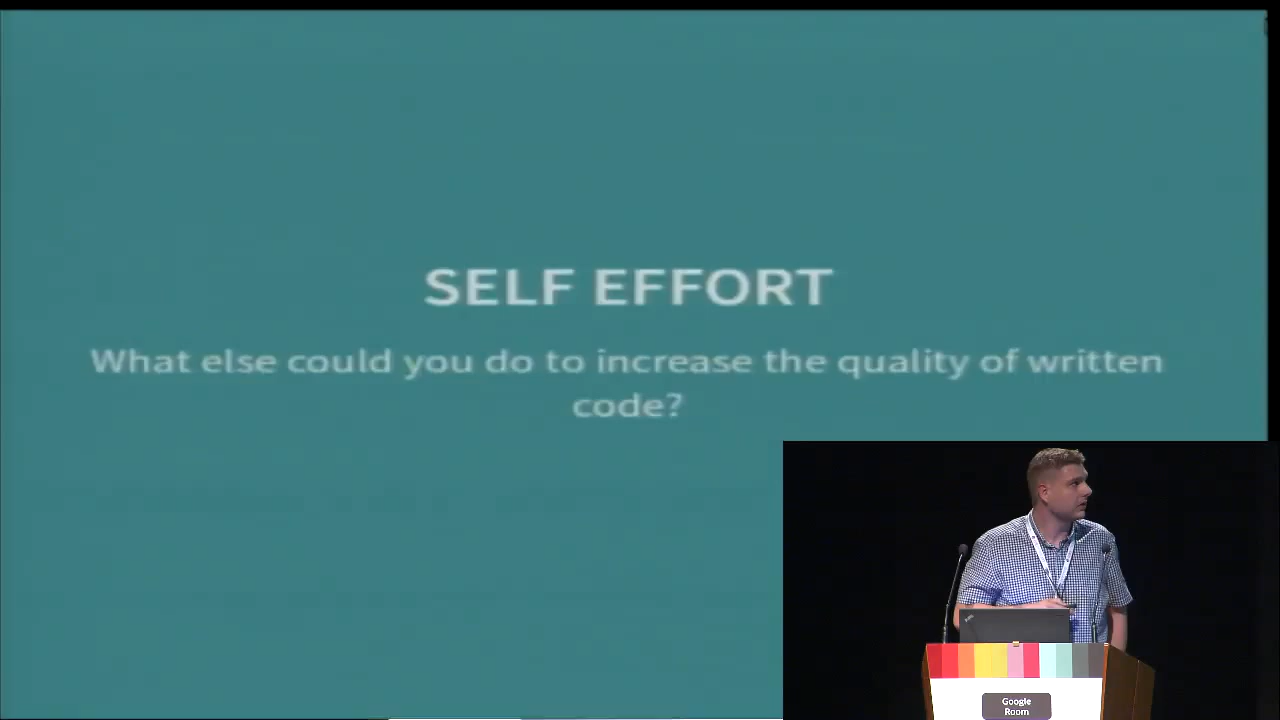 SELF EFFORT
What else could you do to increase the quality of written
code?
Google
Room